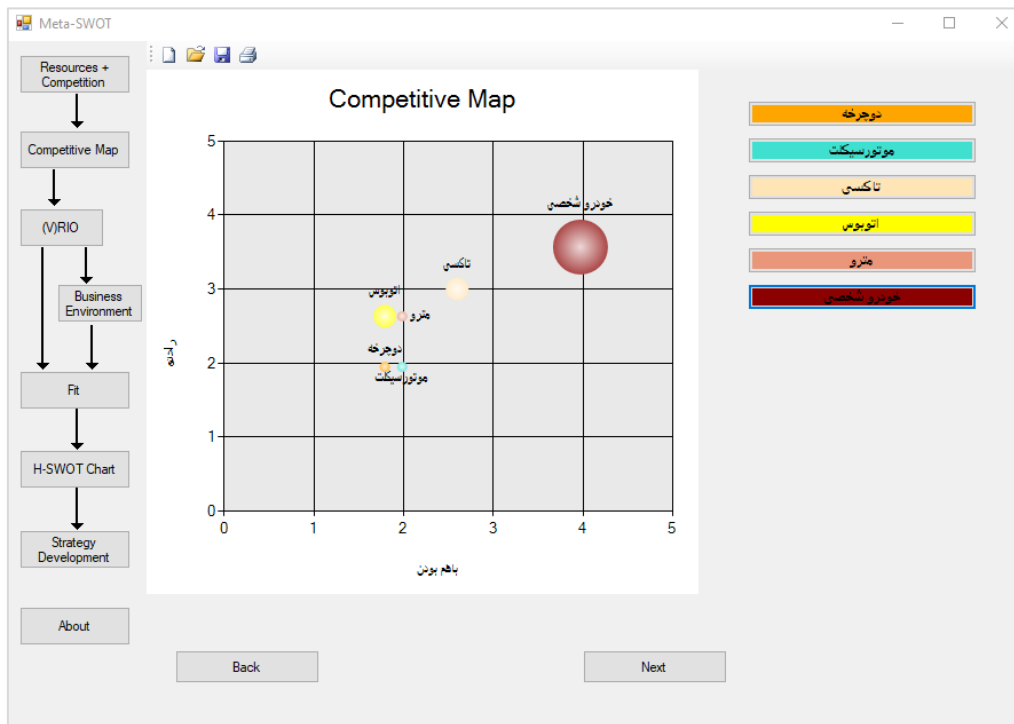 Meta-SWOT
Resources +
Competition
Competitive Map
(V)RIO
Business
Environment
Fit
H-SWOT Chart
Strategy
Development
About
Competitive Map
5
4
3
2
1
0
0 1 2 3 4 5
خودرو شخصی
تاکسی
اتوبوس
مترو
دوچرخه
موتورسیکلت
باهم بودن
دوچرخه
موتورسیکلت
تاکسی
اتوبوس
مترو
خودرو شخصی
Back
Next